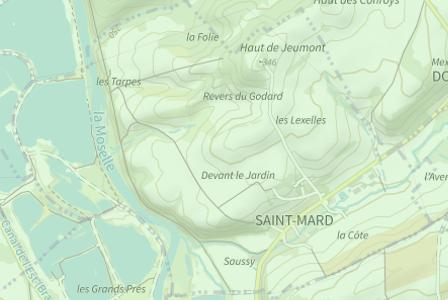 Haut des Conroys
la Folie
Haut de Jeumont
346
les Tarpes
Revers du Godard
la Moselle
les Lexelles
Devant le Jardin
SAINT-MARD
la Côte
Saussy
les Grands Prés